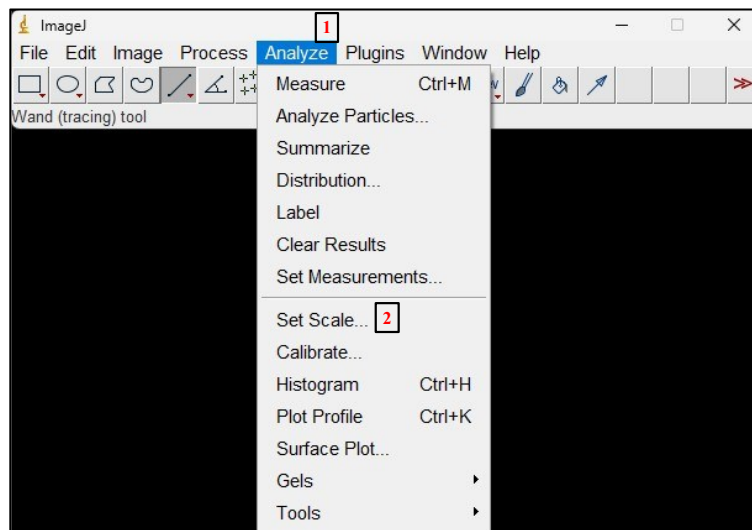 ImageJ
1
File Edit Image Process Analyze Plugins Window Help
Wand (tracing) tool
Measure Ctrl+M
Analyze Particles...
Summarize
Distribution...
Label
Clear Results
Set Measurements...
Set Scale... 2
Calibrate...
Histogram Ctrl+H
Plot Profile Ctrl+K
Surface Plot...
Gels
Tools